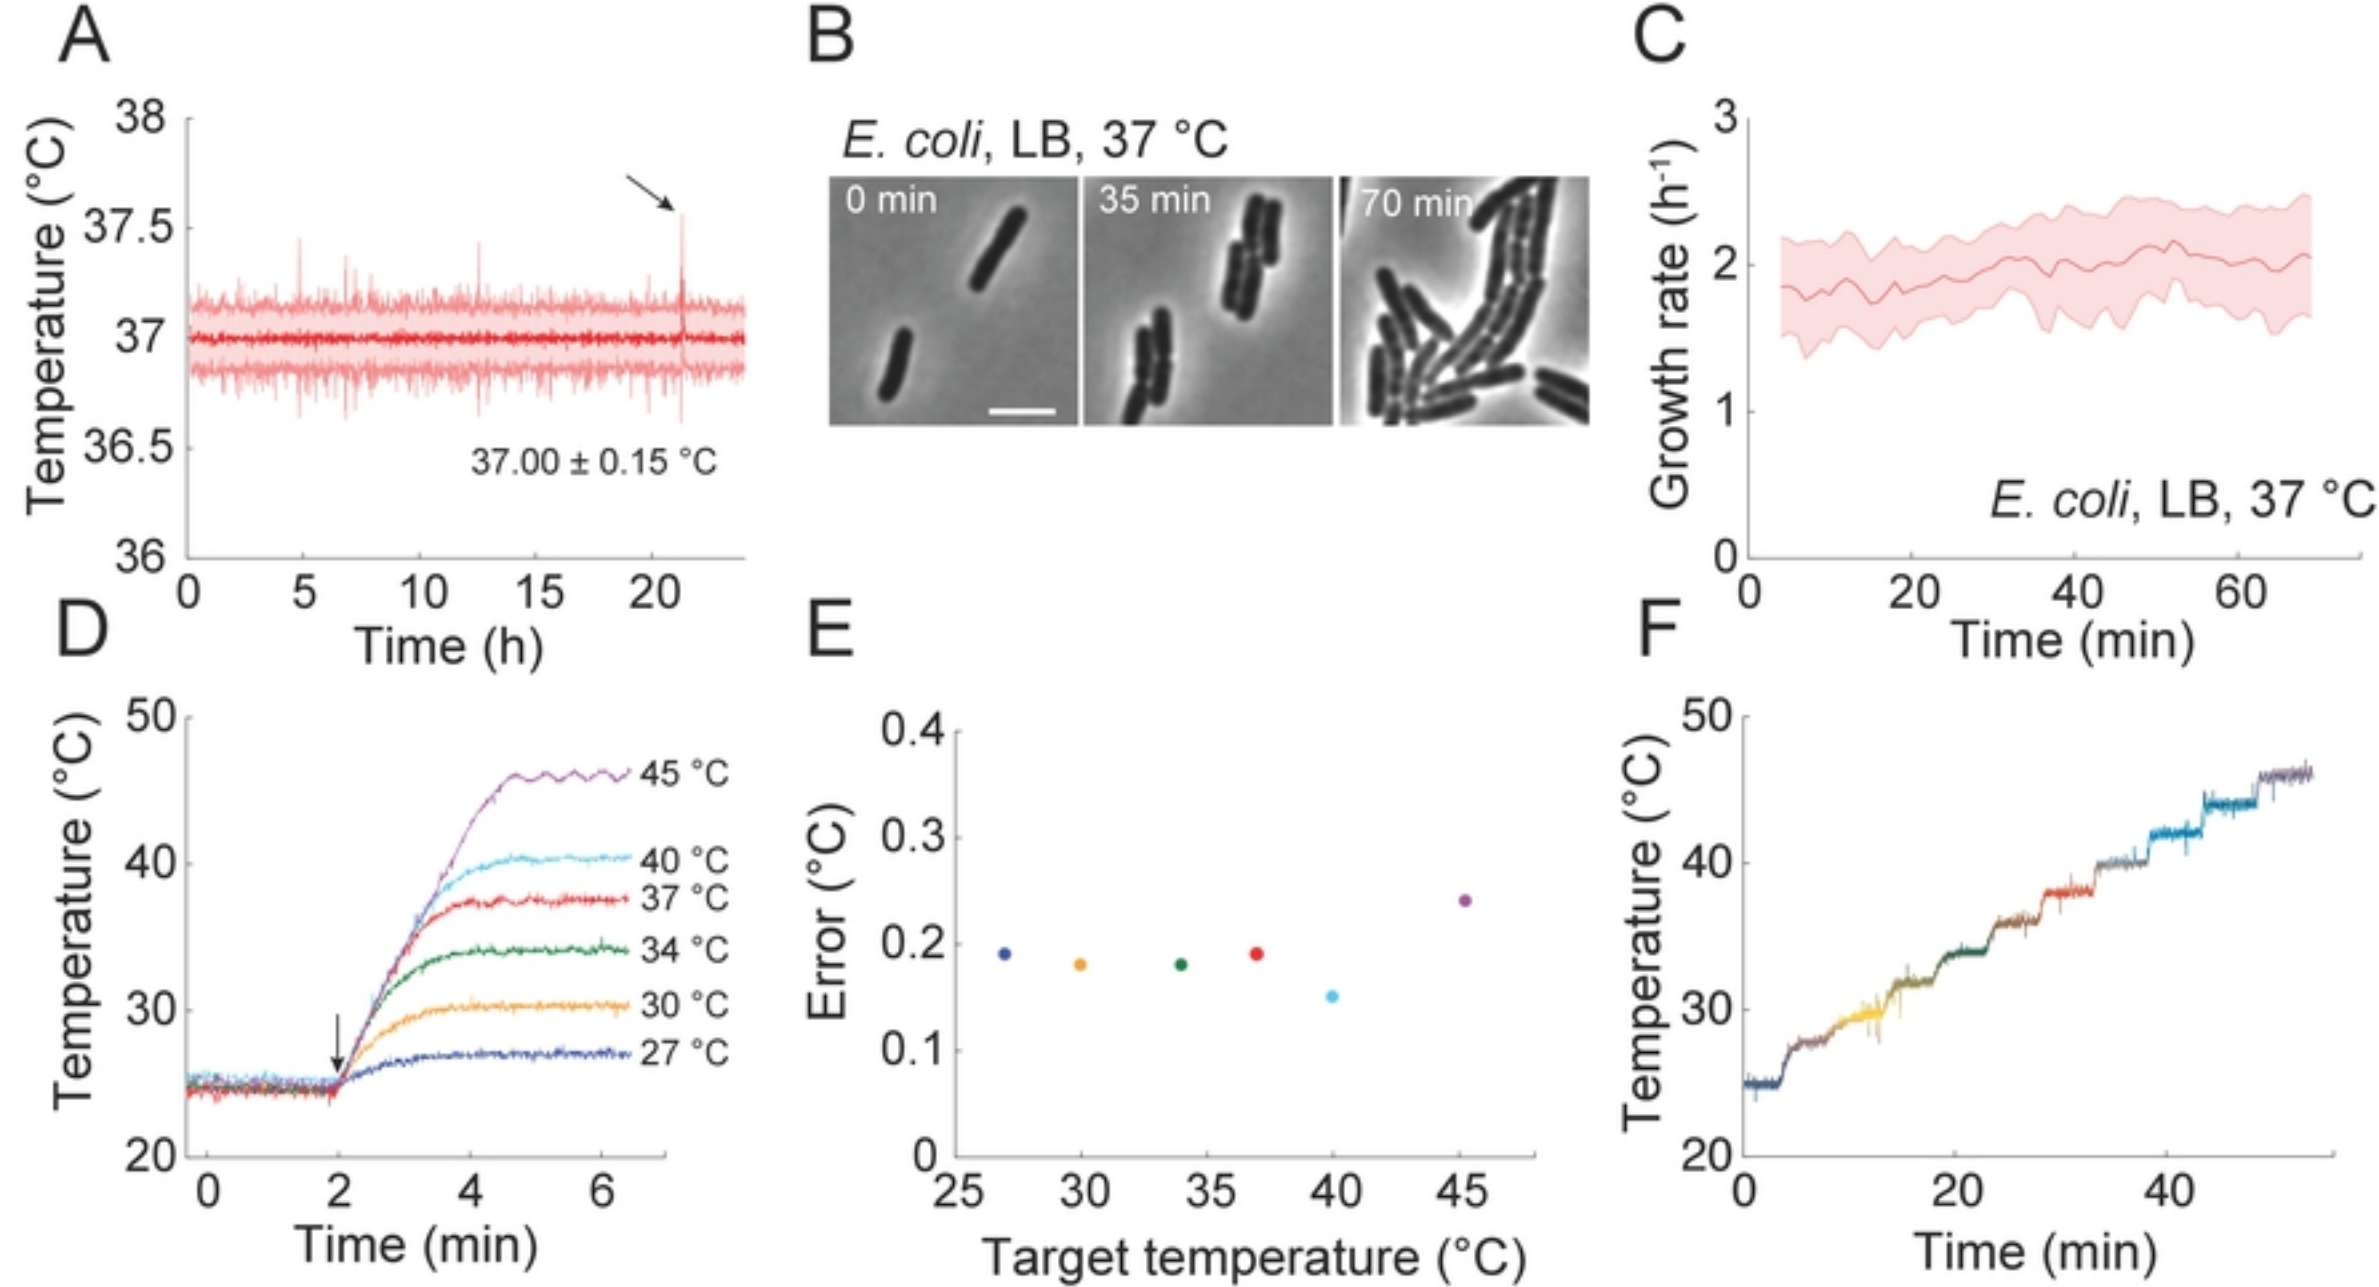 A
Temperature (°C)
38
37.5
37
36.5
36
37.00 ± 0.15 °C
0 5 10 15 20
Time (h)
B
E. coli, LB, 37 °C
0 min
35 min
70 min
C
Growth rate (h-1)
3
2
1
0
E. coli, LB, 37 °C
0 20 40 60
Time (min)
D
Temperature (°C)
50
40
30
20
45 °C
40 °C
37 °C
34 °C
30 °C
27 °C
0 2 4 6
Time (min)
E
Error (°C)
0.4
0.3
0.2
0.1
0
25 30 35 40 45
Target temperature (°C)
F
Temperature (°C)
50
40
30
20
0 20 40
Time (min)